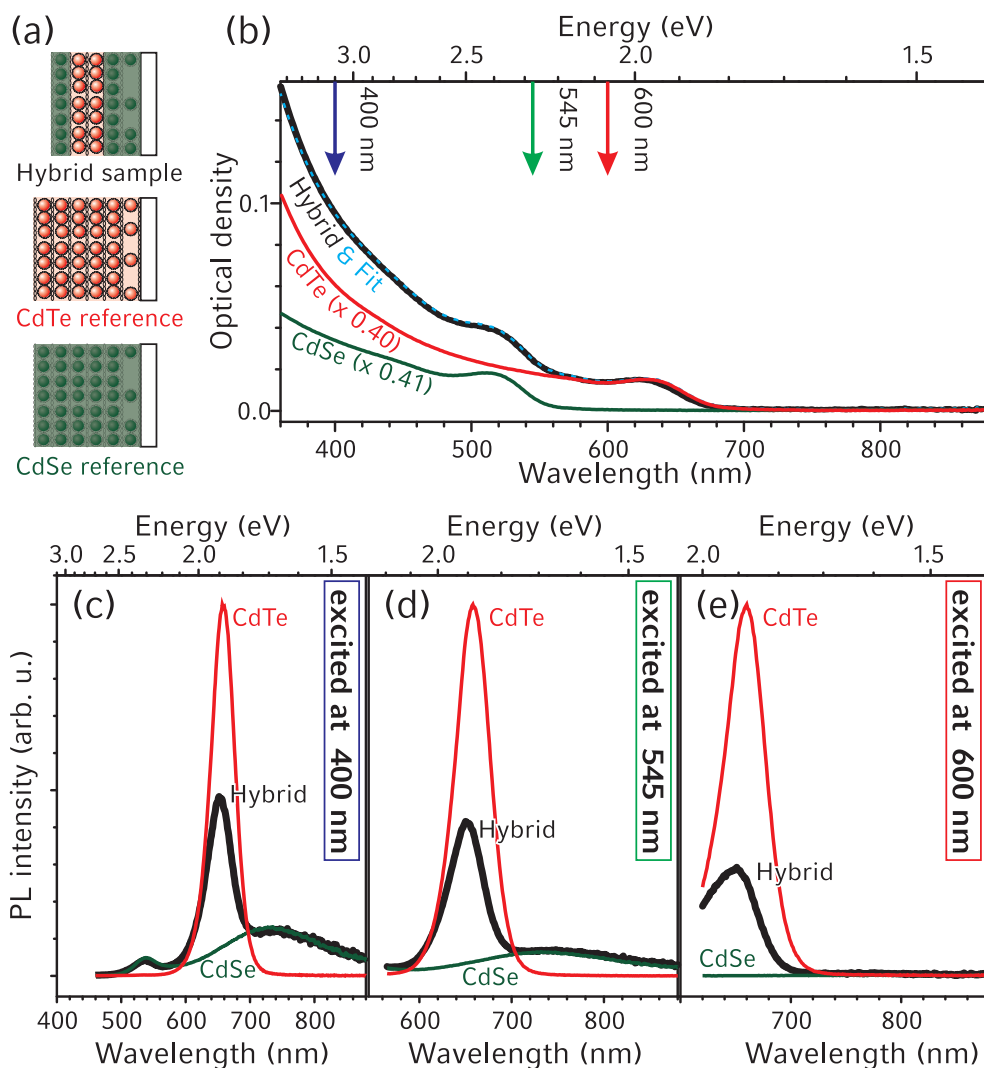 (a)
Hybrid sample
CdTe reference
CdSe reference
(b)
Energy (eV)
3.0 2.5 2.0 1.5
400 nm
545 nm
600 nm
Optical density
0.1
0.0
Hybrid & Fit
CdTe (x 0.40)
CdSe (x 0.41)
400 500 600 700 800
Wavelength (nm)
Energy (eV)
3.0 2.5 2.0 1.5
(c)
CdTe
Hybrid
CdSe
excited at 400 nm
PL intensity (arb. u.)
400 500 600 700 800
Wavelength (nm)
Energy (eV)
2.0 1.5
(d)
CdTe
Hybrid
CdSe
excited at 545 nm
600 700 800
Wavelength (nm)
Energy (eV)
2.0 1.5
(e)
CdTe
Hybrid
CdSe
excited at 600 nm
700 800
Wavelength (nm)